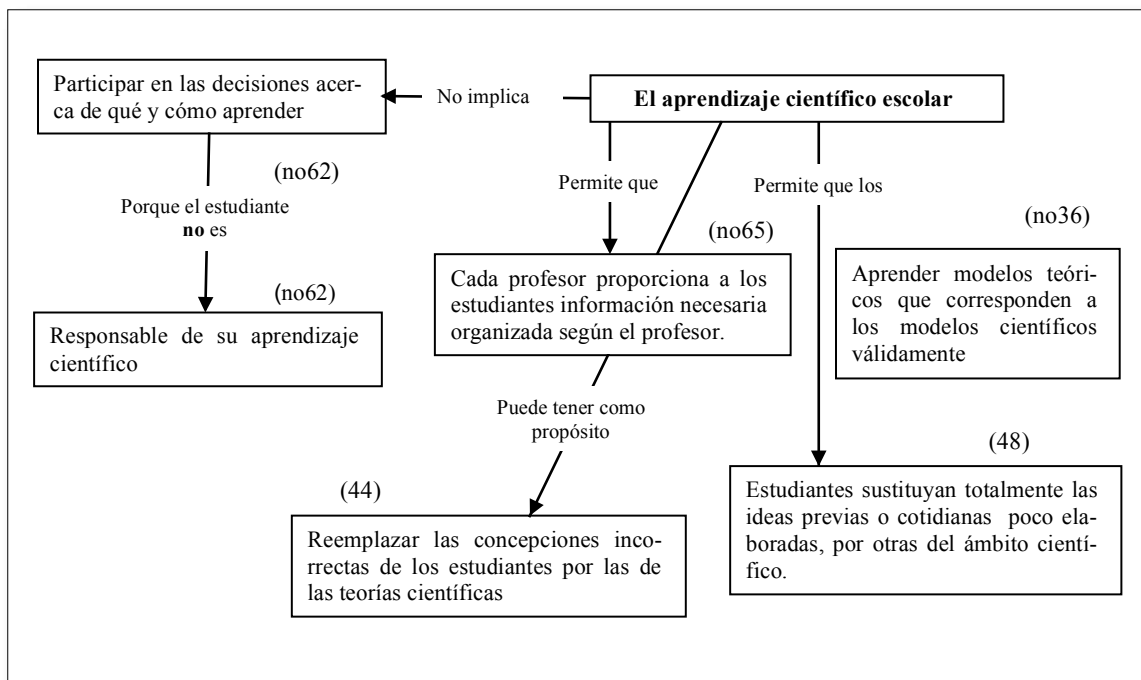 Participar en las decisiones acer-
ca de qué y cómo aprender
No implica
El aprendizaje científico escolar
(no62)
Porque el estudiante
no es
(no62)
Responsable de su aprendizaje
científico
Permite que
(no65)
Cada profesor proporciona a los
estudiantes información necesaria
organizada según el profesor.
Puede tener como
propósito
(44)
Reemplazar las concepciones inco-
rrectas de los estudiantes por las de
las teorías científicas
Permite que los
(no36)
Aprender modelos teóri-
cos que corresponden a
los modelos científicos
válidamente
(48)
Estudiantes sustituyan totalmente las
ideas previas o cotidianas poco ela-
boradas, por otras del ámbito cientí-
fico.